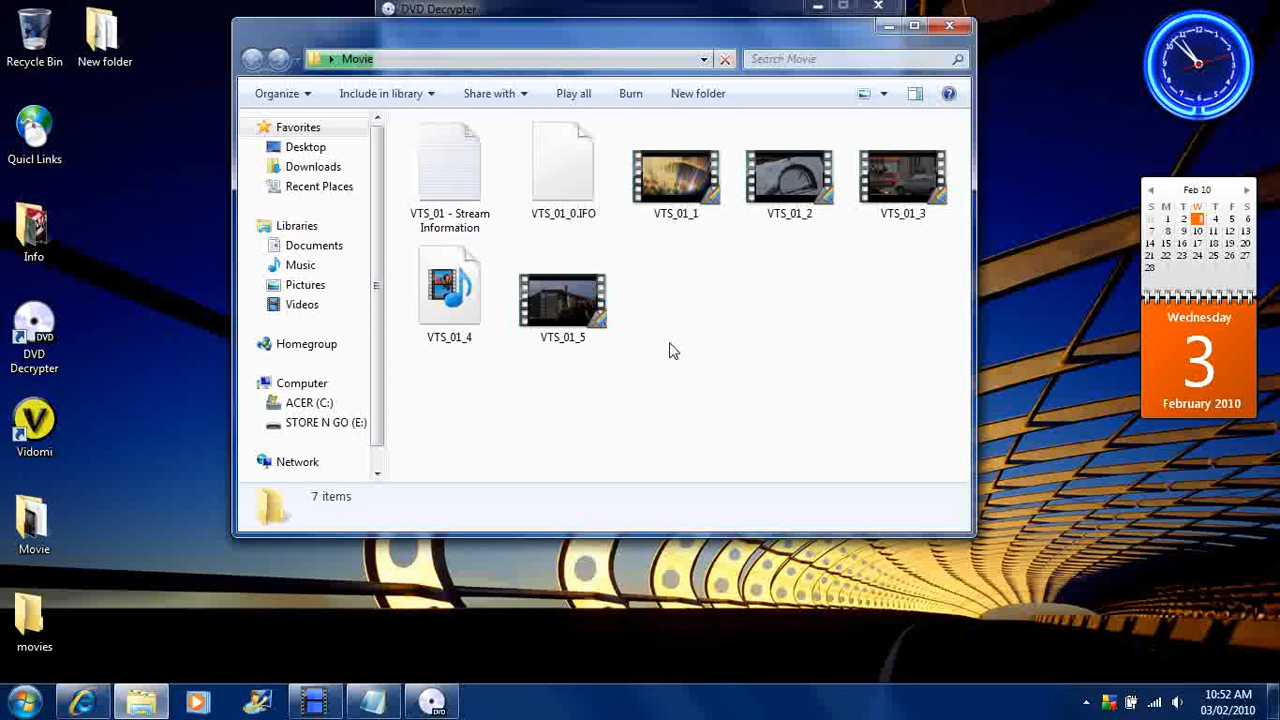 DVD Decrypter
Recycle Bin
New folder
Quicl Links
Info
DVD
DVD
Decrypter
Vidomi
Movie
movies
Movie
Search Movie
Organize
Include in library
Share with
Play all
Burn
New folder
Favorites
Desktop
Downloads
Recent Places
Libraries
Documents
Music
Pictures
Videos
Homegroup
Computer
ACER (C:)
STORE N GO (E:)
Network
VTS_01 - Stream
Information
VTS_01_0.IFO
VTS_01_1
VTS_01_2
VTS_01_3
VTS_01_4
VTS_01_5
7 items
Feb 10
S M T W T F S
31 1 2 3 4 5 6
7 8 9 10 11 12 13
14 15 16 17 18 19 20
21 22 23 24 25 26 27
28
Wednesday
3
February 2010
DVD
10:52 AM
03/02/2010